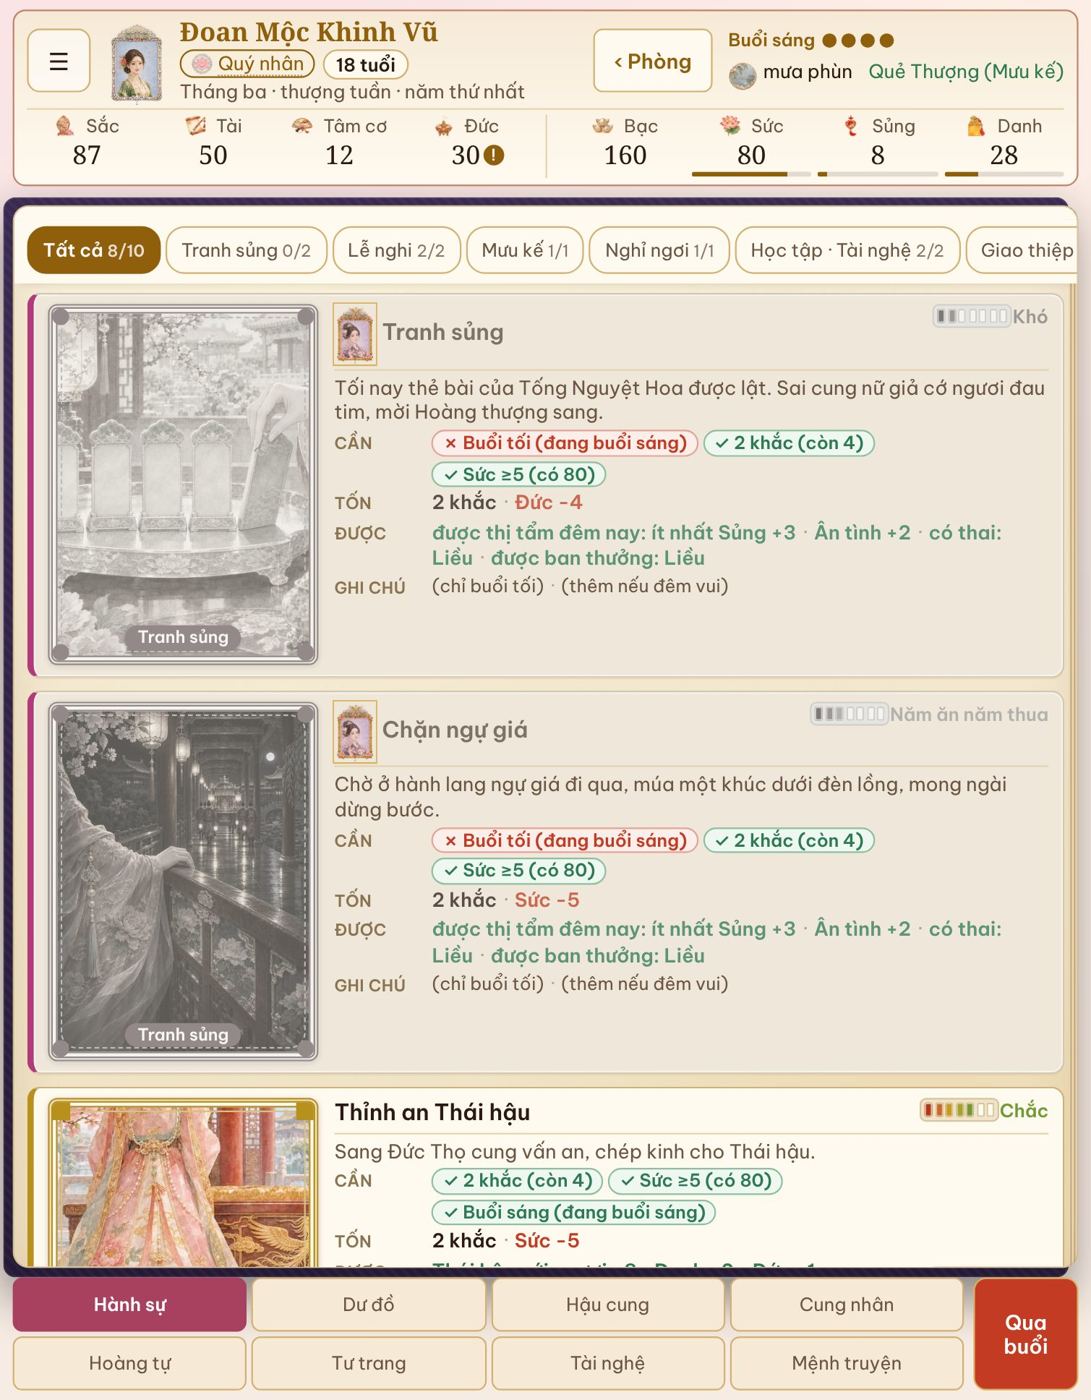 Đoan Mộc Khinh Vũ
Quý nhân
18 tuổi
Tháng ba · thượng tuần · năm thứ nhất
‹ Phòng
Buổi sáng
mưa phùn
Quẻ Thượng (Mưu kế)
Sắc
87
Tài
50
Tâm cơ
12
Đức
30 !
Bạc
160
Sức
80
Sủng
8
Danh
28
Tất cả 8/10
Tranh sủng 0/2
Lễ nghi 2/2
Mưu kế 1/1
Nghỉ ngơi 1/1
Học tập · Tài nghệ 2/2
Giao thiệp
Tranh sủng
Tranh sủng
Khó
Tối nay thẻ bài của Tống Nguyệt Hoa được lật. Sai cung nữ giả cớ ngươi đau
tim, mời Hoàng thượng sang.
CẦN
× Buổi tối (đang buổi sáng)
✓ 2 khắc (còn 4)
✓ Sức ≥5 (có 80)
TỐN
2 khắc · Đức -4
ĐƯỢC
được thị tẩm đêm nay: ít nhất Sủng +3 · Ân tình +2 · có thai:
Liều · được ban thưởng: Liều
GHI CHÚ
(chỉ buổi tối) · (thêm nếu đêm vui)
Tranh sủng
Chặn ngự giá
Năm ăn năm thua
Chờ ở hành lang ngự giá đi qua, múa một khúc dưới đèn lồng, mong ngài
dừng bước.
CẦN
× Buổi tối (đang buổi sáng)
✓ 2 khắc (còn 4)
✓ Sức ≥5 (có 80)
TỐN
2 khắc · Sức -5
ĐƯỢC
được thị tẩm đêm nay: ít nhất Sủng +3 · Ân tình +2 · có thai:
Liều · được ban thưởng: Liều
GHI CHÚ
(chỉ buổi tối) · (thêm nếu đêm vui)
Thỉnh an Thái hậu
Chắc
Sang Đức Thọ cung vấn an, chép kinh cho Thái hậu.
CẦN
✓ 2 khắc (còn 4)
✓ Sức ≥5 (có 80)
✓ Buổi sáng (đang buổi sáng)
TỐN
2 khắc · Sức -5
Hành sự
Dư đồ
Hậu cung
Cung nhân
Qua
buổi
Hoàng tự
Tư trang
Tài nghệ
Mệnh truyện